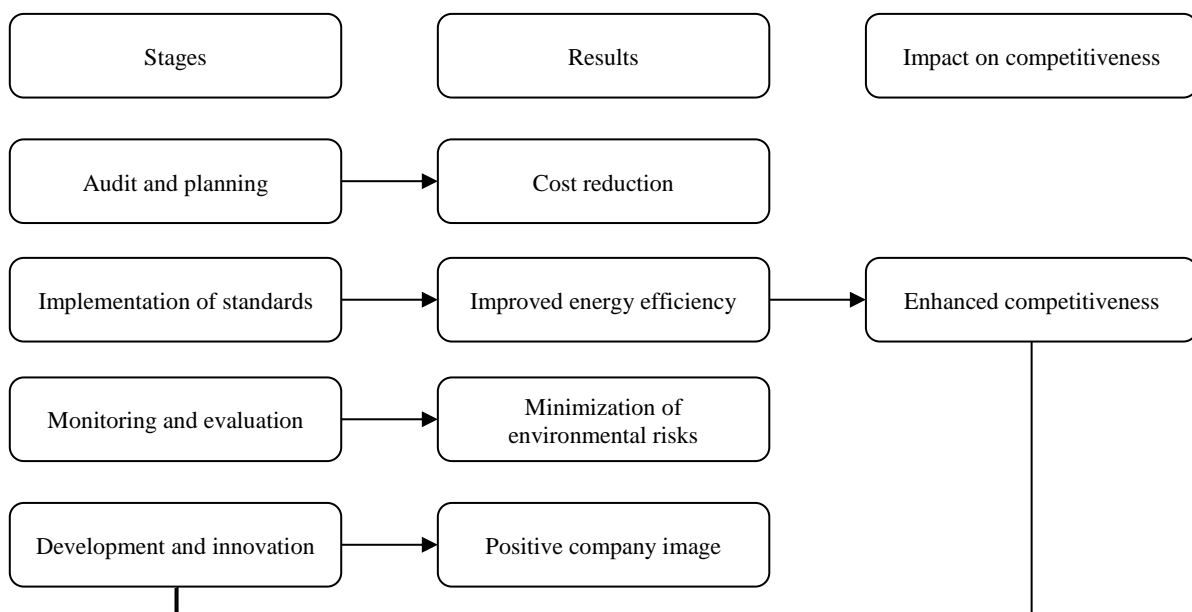 Stages
Results
Impact on competitiveness
Audit and planning
Cost reduction
Implementation of standards
Improved energy efficiency
Enhanced competitiveness
Monitoring and evaluation
Minimization of
environmental risks
Development and innovation
Positive company image